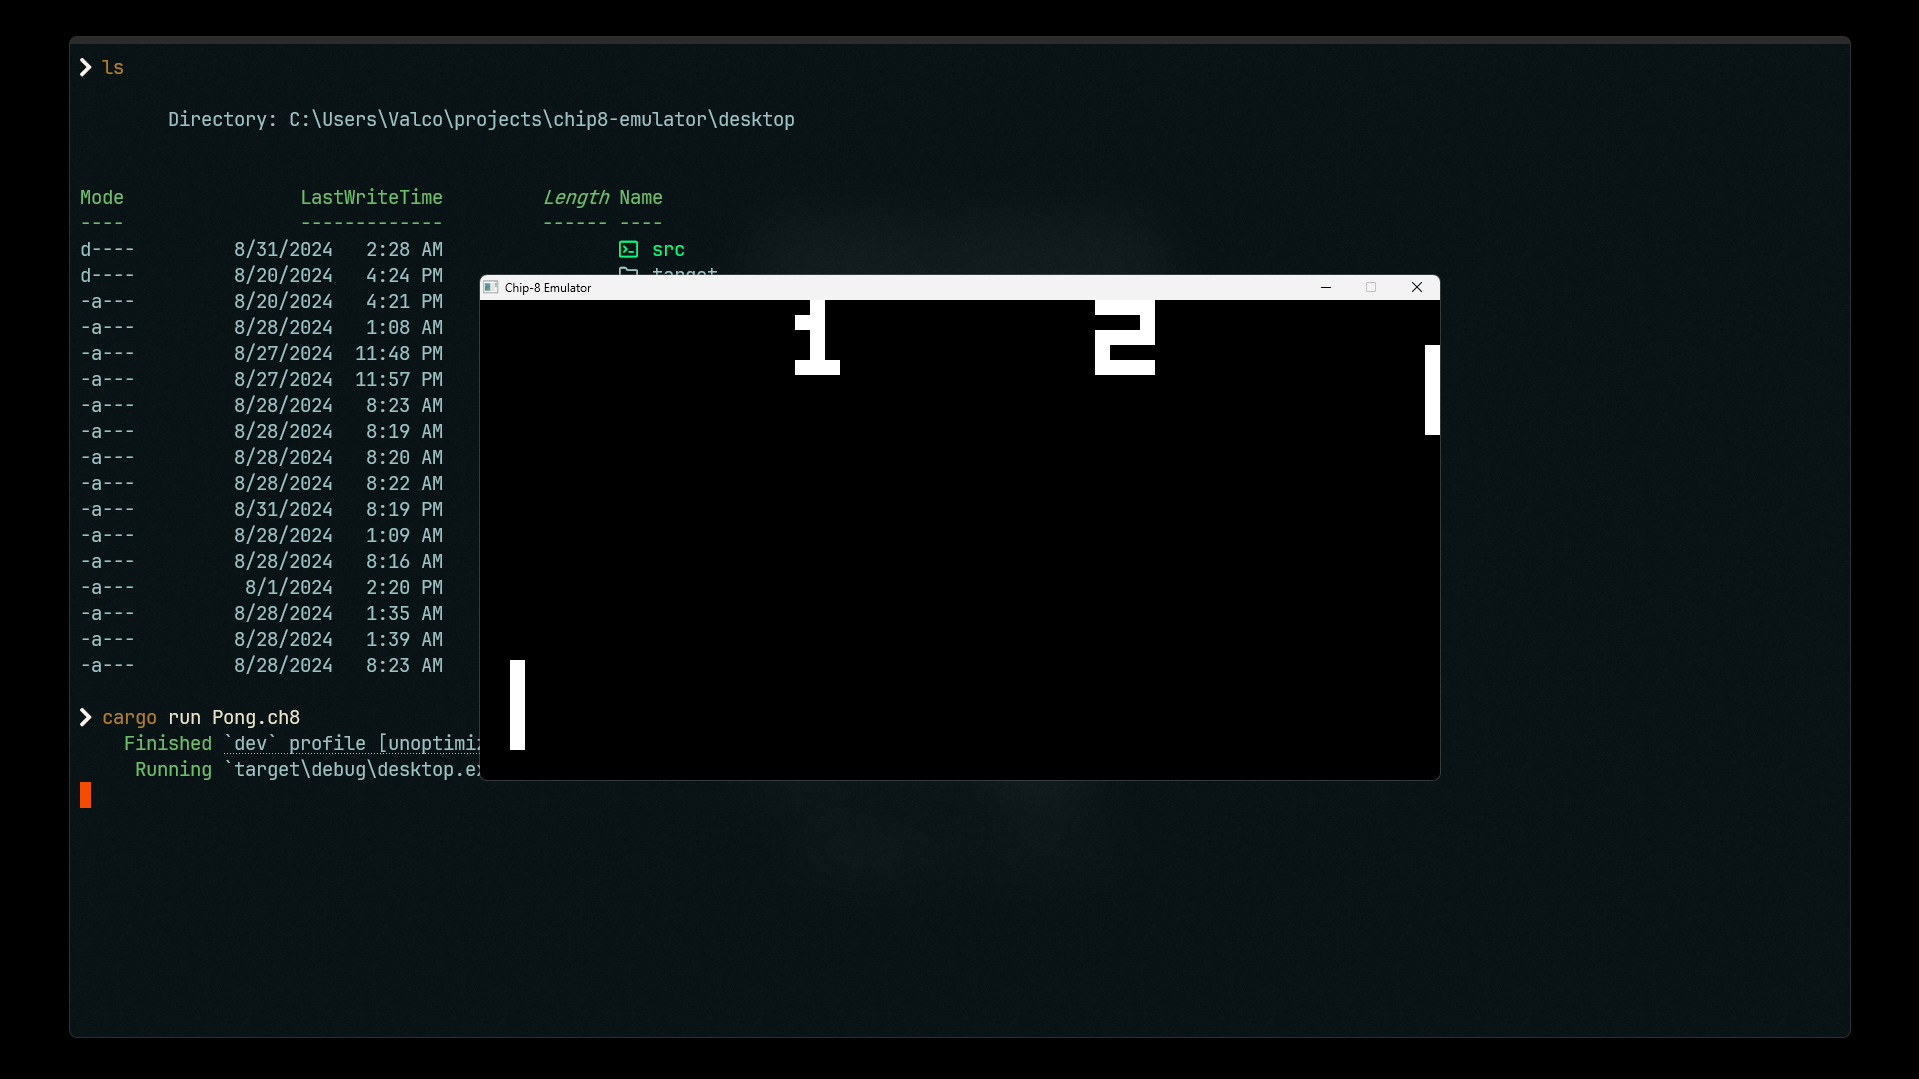 ls
Directory: C:\Users\Valco\projects\chip8-emulator\desktop
Mode LastWriteTime Length Name
---- ------------- ------ ----
d---- 8/31/2024 2:28 AM src
d---- 8/20/2024 4:24 PM target
-a--- 8/20/2024 4:21 PM
-a--- 8/28/2024 1:08 AM
-a--- 8/27/2024 11:48 PM
-a--- 8/27/2024 11:57 PM
-a--- 8/28/2024 8:23 AM
-a--- 8/28/2024 8:19 AM
-a--- 8/28/2024 8:20 AM
-a--- 8/28/2024 8:22 AM
-a--- 8/31/2024 8:19 PM
-a--- 8/28/2024 1:09 AM
-a--- 8/28/2024 8:16 AM
-a--- 8/1/2024 2:20 PM
-a--- 8/28/2024 1:35 AM
-a--- 8/28/2024 1:39 AM
-a--- 8/28/2024 8:23 AM
cargo run Pong.ch8
Finished `dev` profile [unoptimi
Running `target\debug\desktop.e
Chip-8 Emulator
1 2